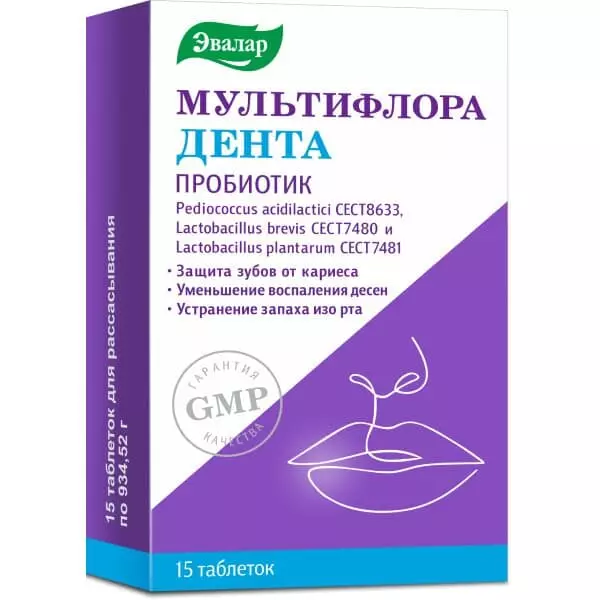 Эвалар
МУЛЬТИФЛОРА
ДЕНТА
ПРОБИОТИК
Pediococcus acidilactici CECT8633,
Lactobacillus brevis CECT7480 и
Lactobacillus plantarum CECT7481
• Защита зубов от кариеса
• Уменьшение воспаления десен
• Устранение запаха изо рта
ГАРАНТИЯ
GMP
КАЧЕСТВА
15 таблеток
15 таблеток для рассасывания
по 934,52 г